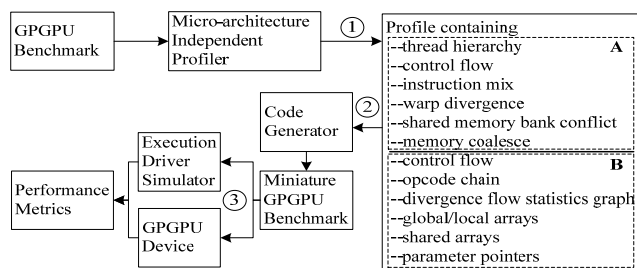 GPGPU
Benchmark
Micro-architecture
Independent
Profiler
1
Profile containing
--thread hierarchy
A
--control flow
--instruction mix
--warp divergence
--shared memory bank conflict
--memory coalesce
--control flow
B
--opcode chain
--divergence flow statistics graph
--global/local arrays
--shared arrays
--parameter pointers
2
Code
Generator
Miniature
GPGPU
Benchmark
3
Execution
Driver
Simulator
GPGPU
Device
Performance
Metrics